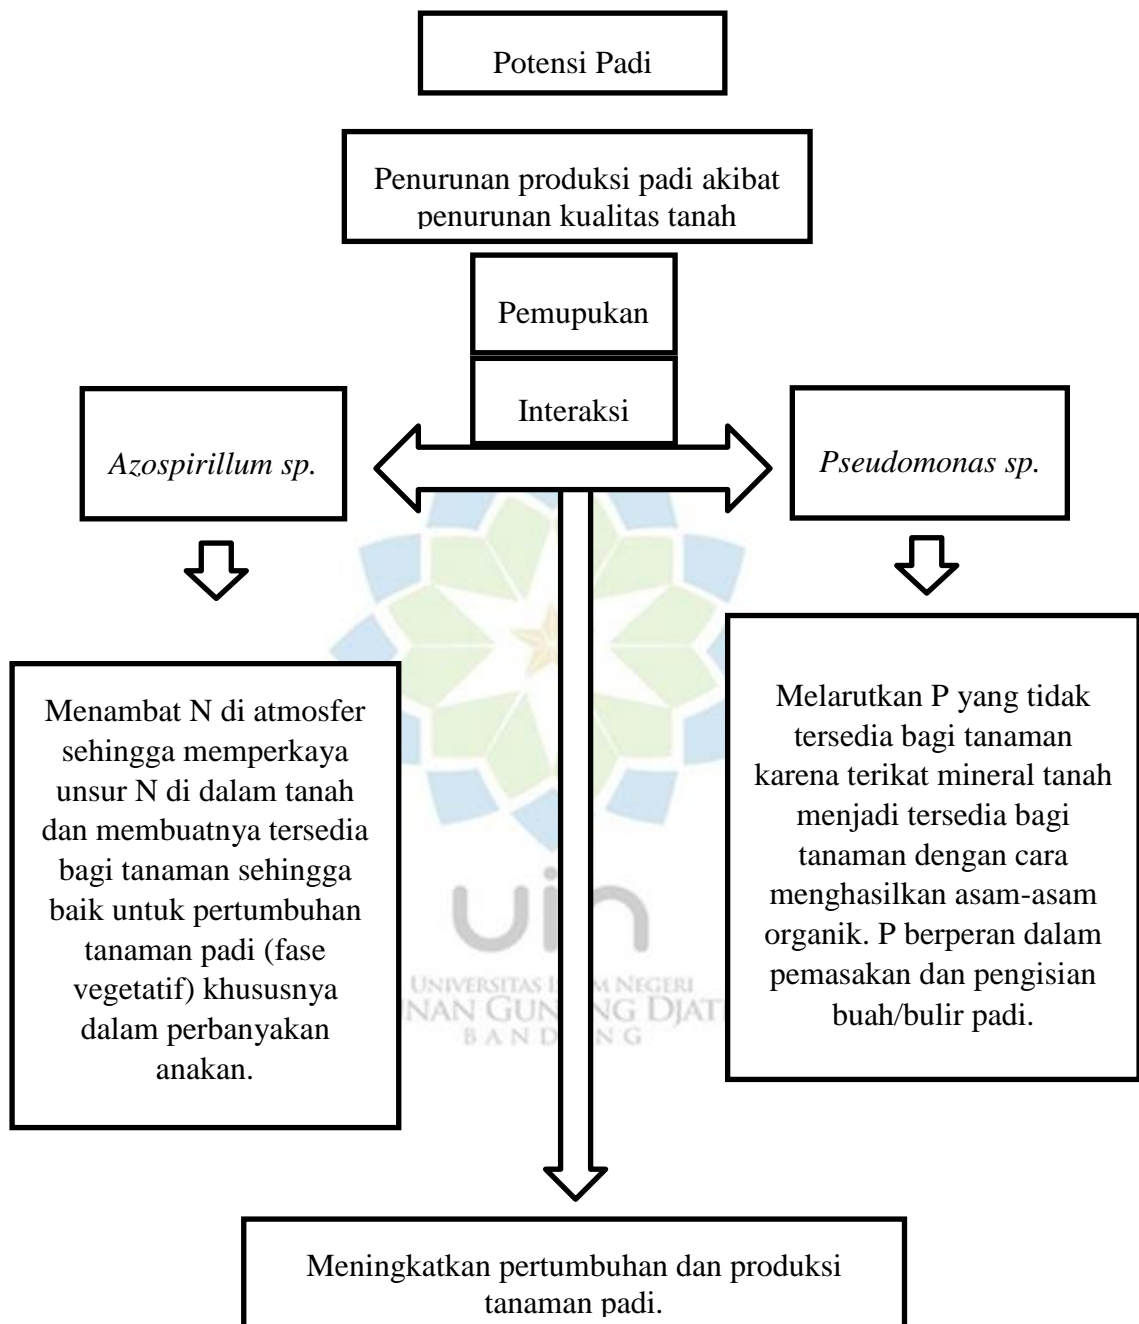 Potensi Padi
Penurunan produksi padi akibat
penurunan kualitas tanah
Pemupukan
Interaksi
Azospirillum sp.
Pseudomonas sp.
Menambat N di atmosfer
sehingga memperkaya
unsur N di dalam tanah
dan membuatnya tersedia
bagi tanaman sehingga
baik untuk pertumbuhan
tanaman padi (fase
vegetatif) khususnya
dalam perbanyakan
anakan.
Melarutkan P yang tidak
tersedia bagi tanaman
karena terikat mineral tanah
menjadi tersedia bagi
tanaman dengan cara
menghasilkan asam-asam
organik. P berperan dalam
pemasakan dan pengisian
buah/bulir padi.
uin
UNIVERSITAS NEGERI
Meningkatkan pertumbuhan dan produksi
tanaman padi.